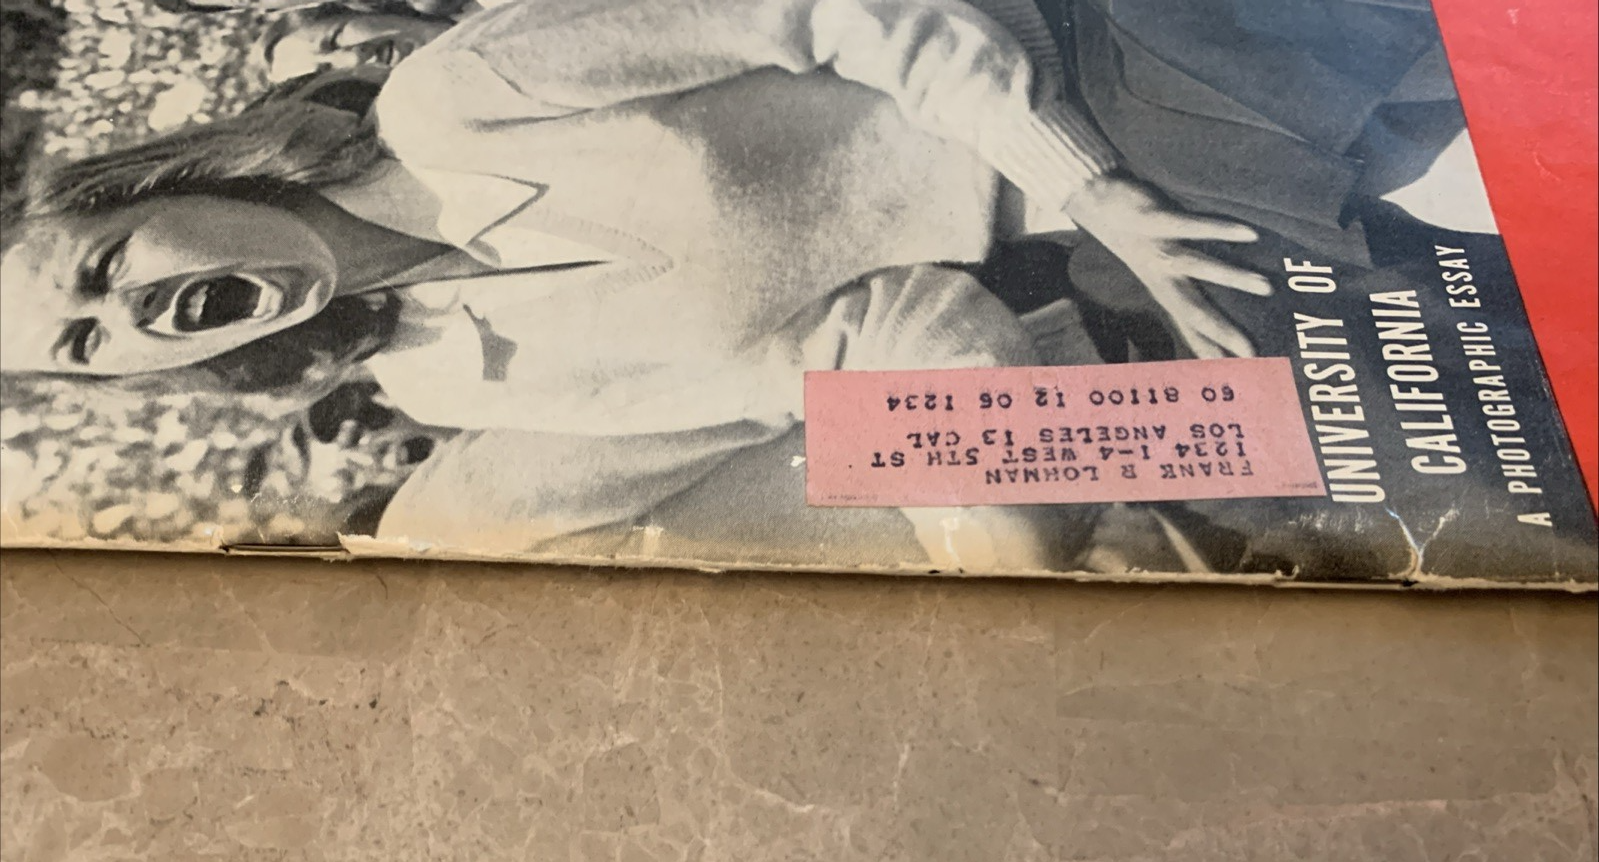 UNIVERSITY OF
CALIFORNIA
A PHOTOGRAPHIC ESSAY
FRANK R LOHMAN
1234 1-4 WEST 5TH ST
LOS ANGELES 13 CAL
60 81100 12 06 1234